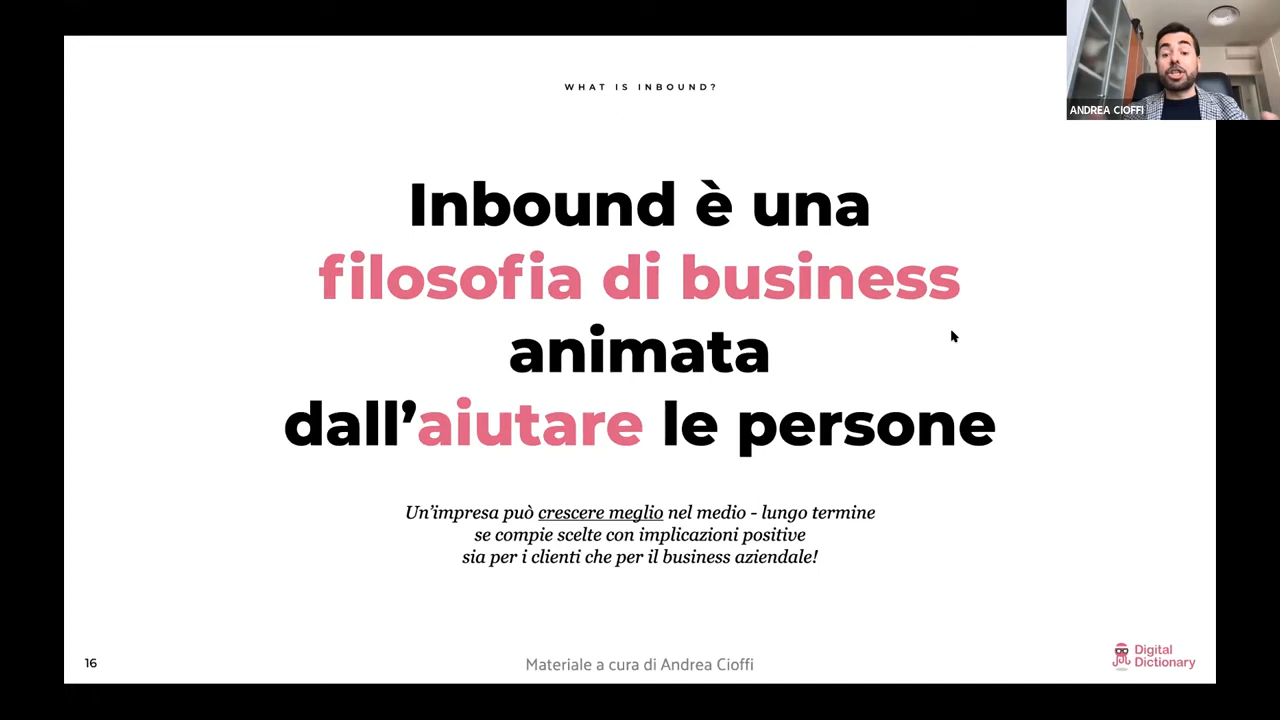 WHAT IS INBOUND?
ANDREA CIOFFI
Inbound è una
filosofia di business
animata
dall’aiutare le persone
Un’impresa può crescere meglio nel medio - lungo termine
se compie scelte con implicazioni positive
sia per i clienti che per il business aziendale!
16
Materiale a cura di Andrea Cioffi
Digital
Dictionary